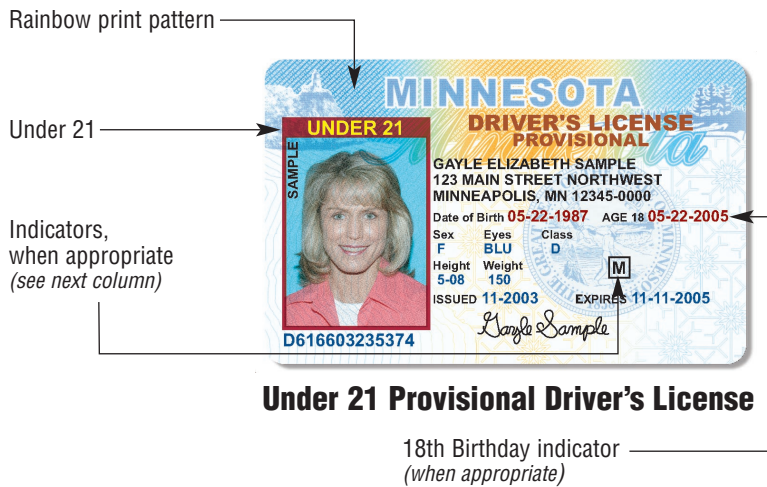 Rainbow print pattern
MINNESOTA
Under 21
UNDER 21
DRIVER'S LICENSE
PROVISIONAL
SAMPLE
GAYLE ELIZABETH SAMPLE
123 MAIN STREET NORTHWEST
MINNEAPOLIS, MN 12345-0000
Date of Birth 05-22-1987 AGE 18 05-22-2005
Sex Eyes Class
F BLU D
Height Weight
5-08 150
M
ISSUED 11-2003 EXPIRES 11-11-2005
Gayle Sample
D616603235374
Indicators,
when appropriate
(see next column)
Under 21 Provisional Driver's License
18th Birthday indicator
(when appropriate)